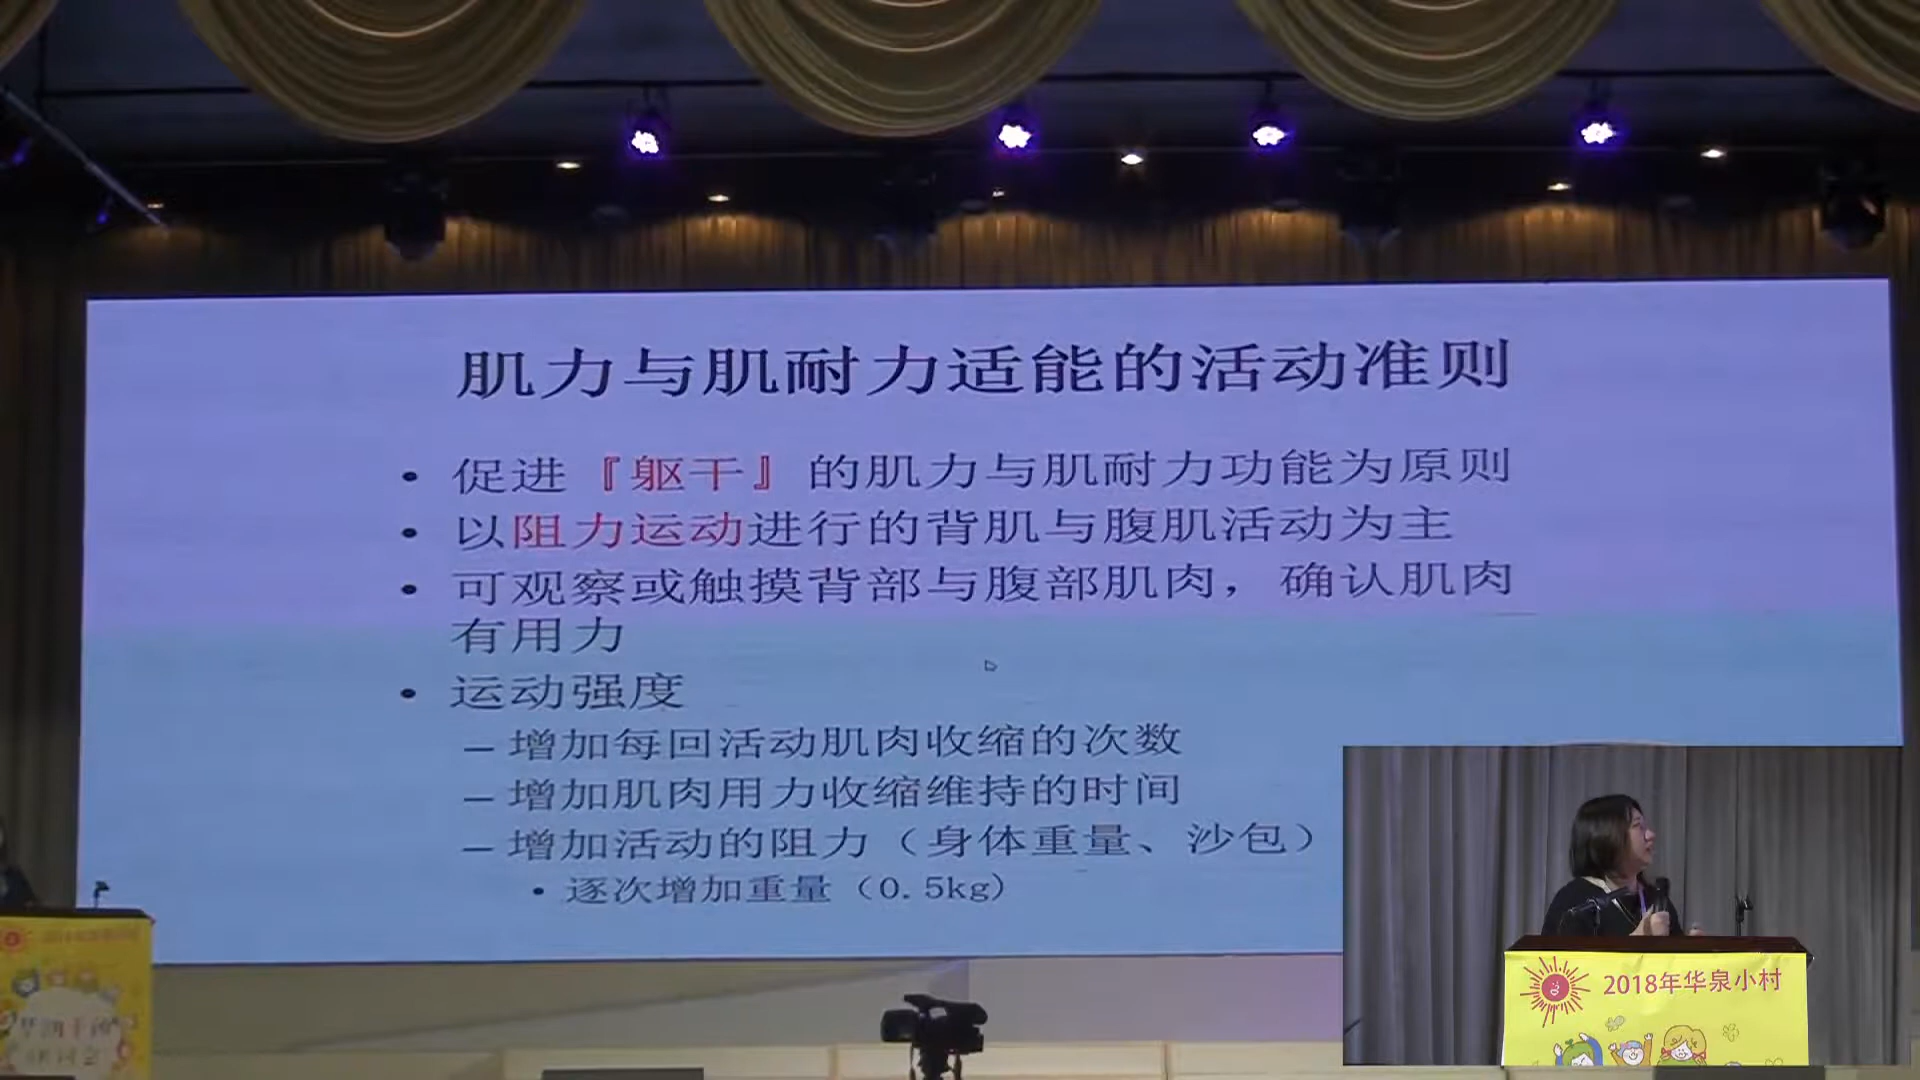 肌力与肌耐力适能的活动准则
• 促进『躯干』的肌力与肌耐力功能为原则
• 以阻力运动进行的背肌与腹肌活动为主
• 可观察或触摸背部与腹部肌肉，确认肌肉
有用力
• 运动强度
– 增加每回活动肌肉收缩的次数
– 增加肌肉用力收缩维持的时间
– 增加活动的阻力（身体重量、沙包）
• 逐次增加重量（0.5kg）
2018年华泉小村